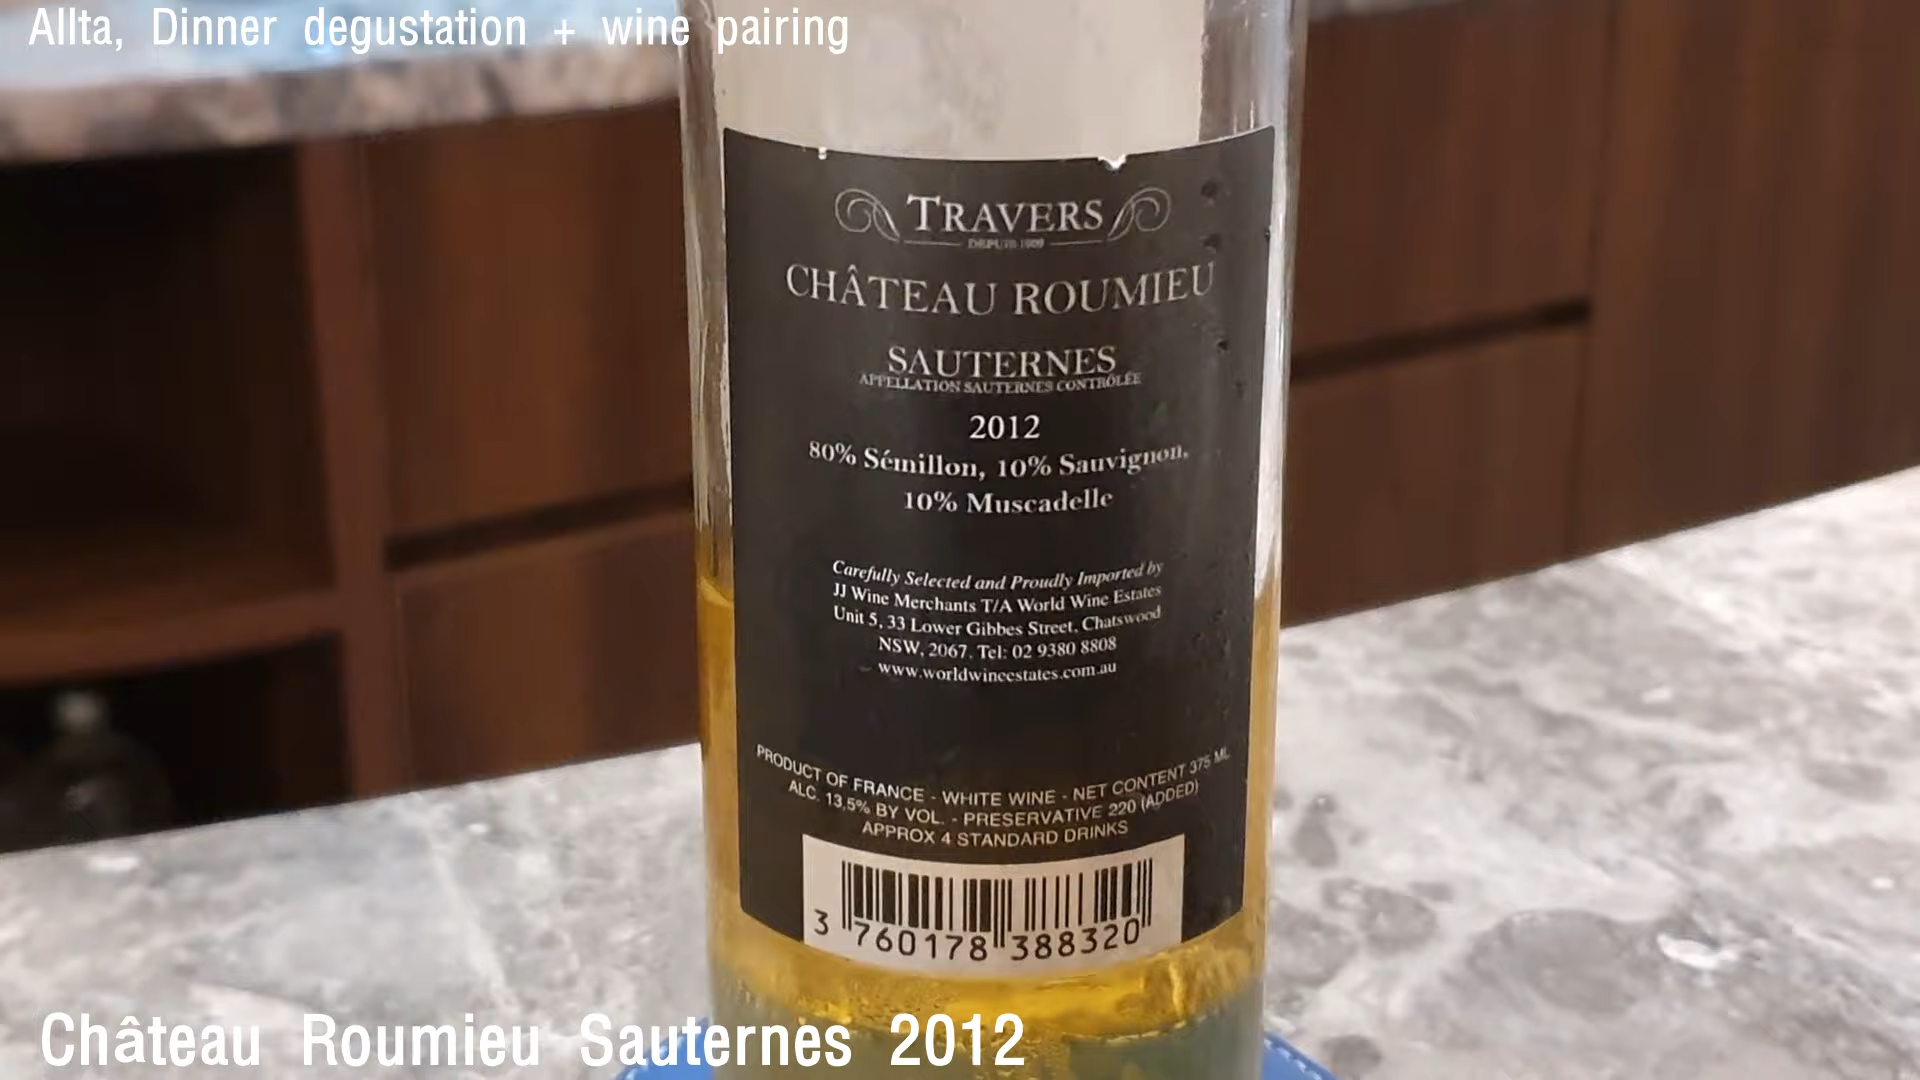 Allta, Dinner degustation + wine pairing
TRAVERS
CHÂTEAU ROUMIEU
SAUTERNES
APPELLATION SAUTERNES CONTRÔLÉE
2012
80% Sémillon, 10% Sauvignon,
10% Muscadelle
Carefully Selected and Proudly Imported by
JJ Wine Merchants T/A World Wine Estates
Unit 5, 33 Lower Gibbes Street, Chatswood
NSW, 2067. Tel: 02 9380 8808
www.worldwineestates.com.au
PRODUCT OF FRANCE - WHITE WINE - NET CONTENT 375 ML
ALC. 13,5% BY VOL. - PRESERVATIVE 220 (ADDED)
APPROX 4 STANDARD DRINKS
3 760178 388320
Château Roumieu Sauternes 2012